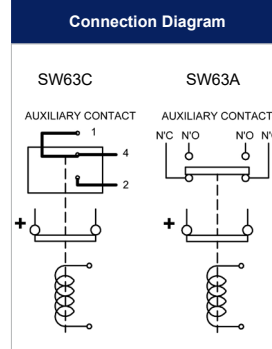 Connection Diagram
SW63C SW63A
AUXILIARY CONTACT AUXILIARY CONTACT
N'C N'O N'O N'C
1
4
2
+ +